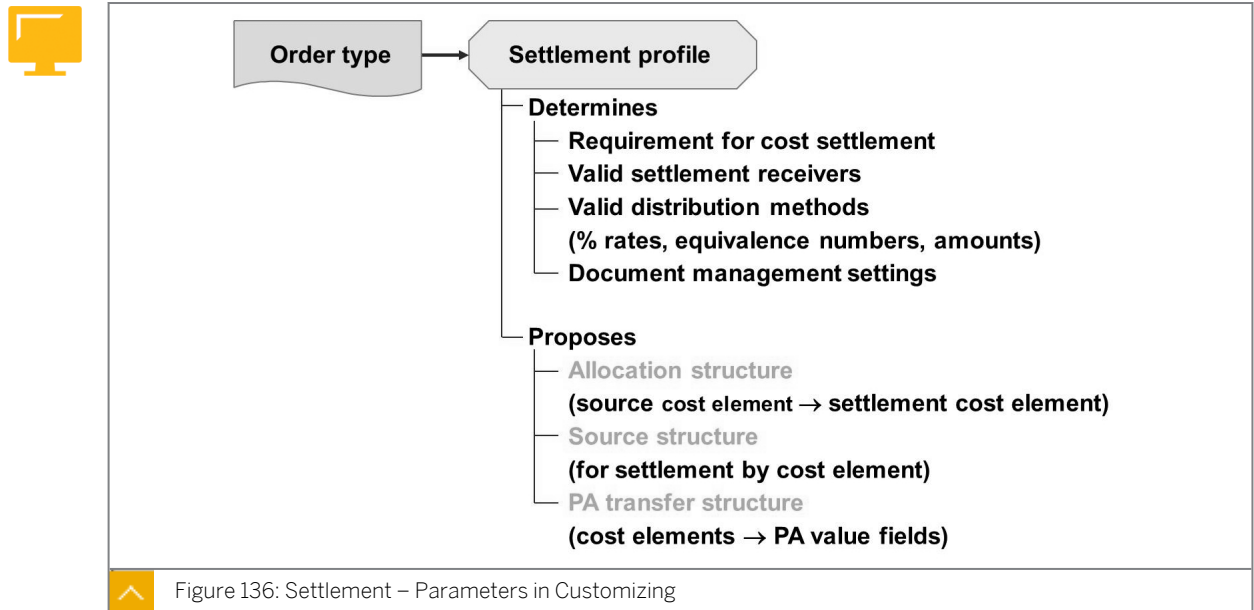 Order type
Settlement profile
Determines
Requirement for cost settlement
Valid settlement receivers
Valid distribution methods
(% rates, equivalence numbers, amounts)
Document management settings
Proposes
Allocation structure
(source cost element → settlement cost element)
Source structure
(for settlement by cost element)
PA transfer structure
(cost elements → PA value fields)
Figure 136: Settlement – Parameters in Customizing